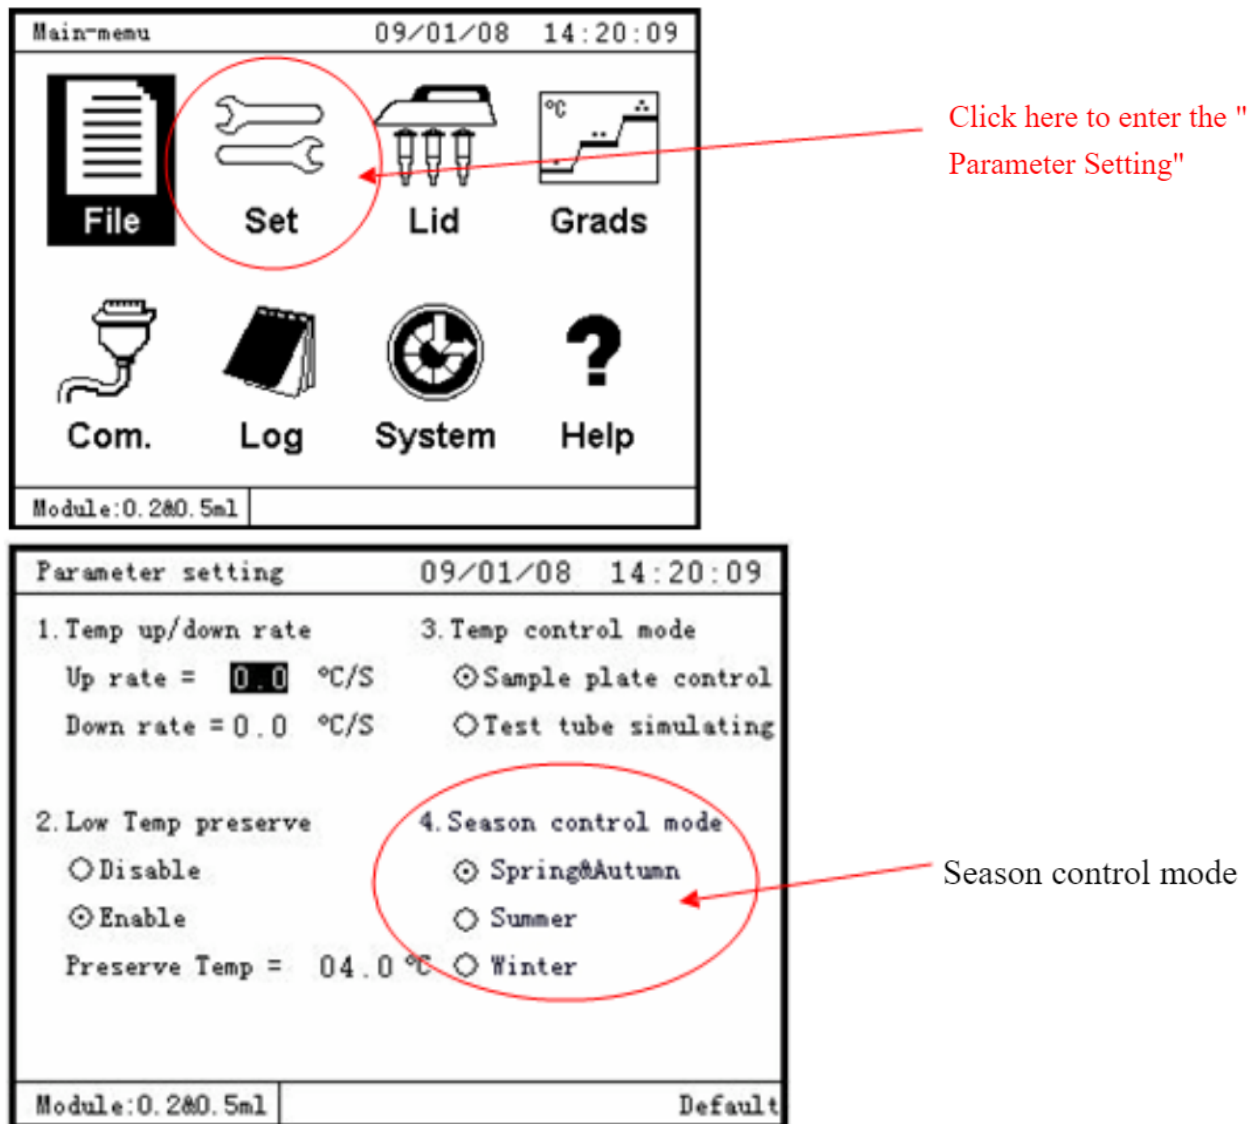 Main-menu 09/01/08 14:20:09
°C
File Set Lid Grads
Com. Log System Help
Module:0.2&0.5ml
Click here to enter the "
Parameter Setting"
Parameter setting 09/01/08 14:20:09
1.Temp up/down rate
Up rate = 0.0 °C/S
Down rate = 0.0 °C/S
3.Temp control mode
Sample plate control
Test tube simulating
2.Low Temp preserve
Disable
Enable
Preserve Temp = 04.0 °C
4.Season control mode
Spring&Autumn
Summer
Winter
Season control mode
Module:0.2&0.5ml Default